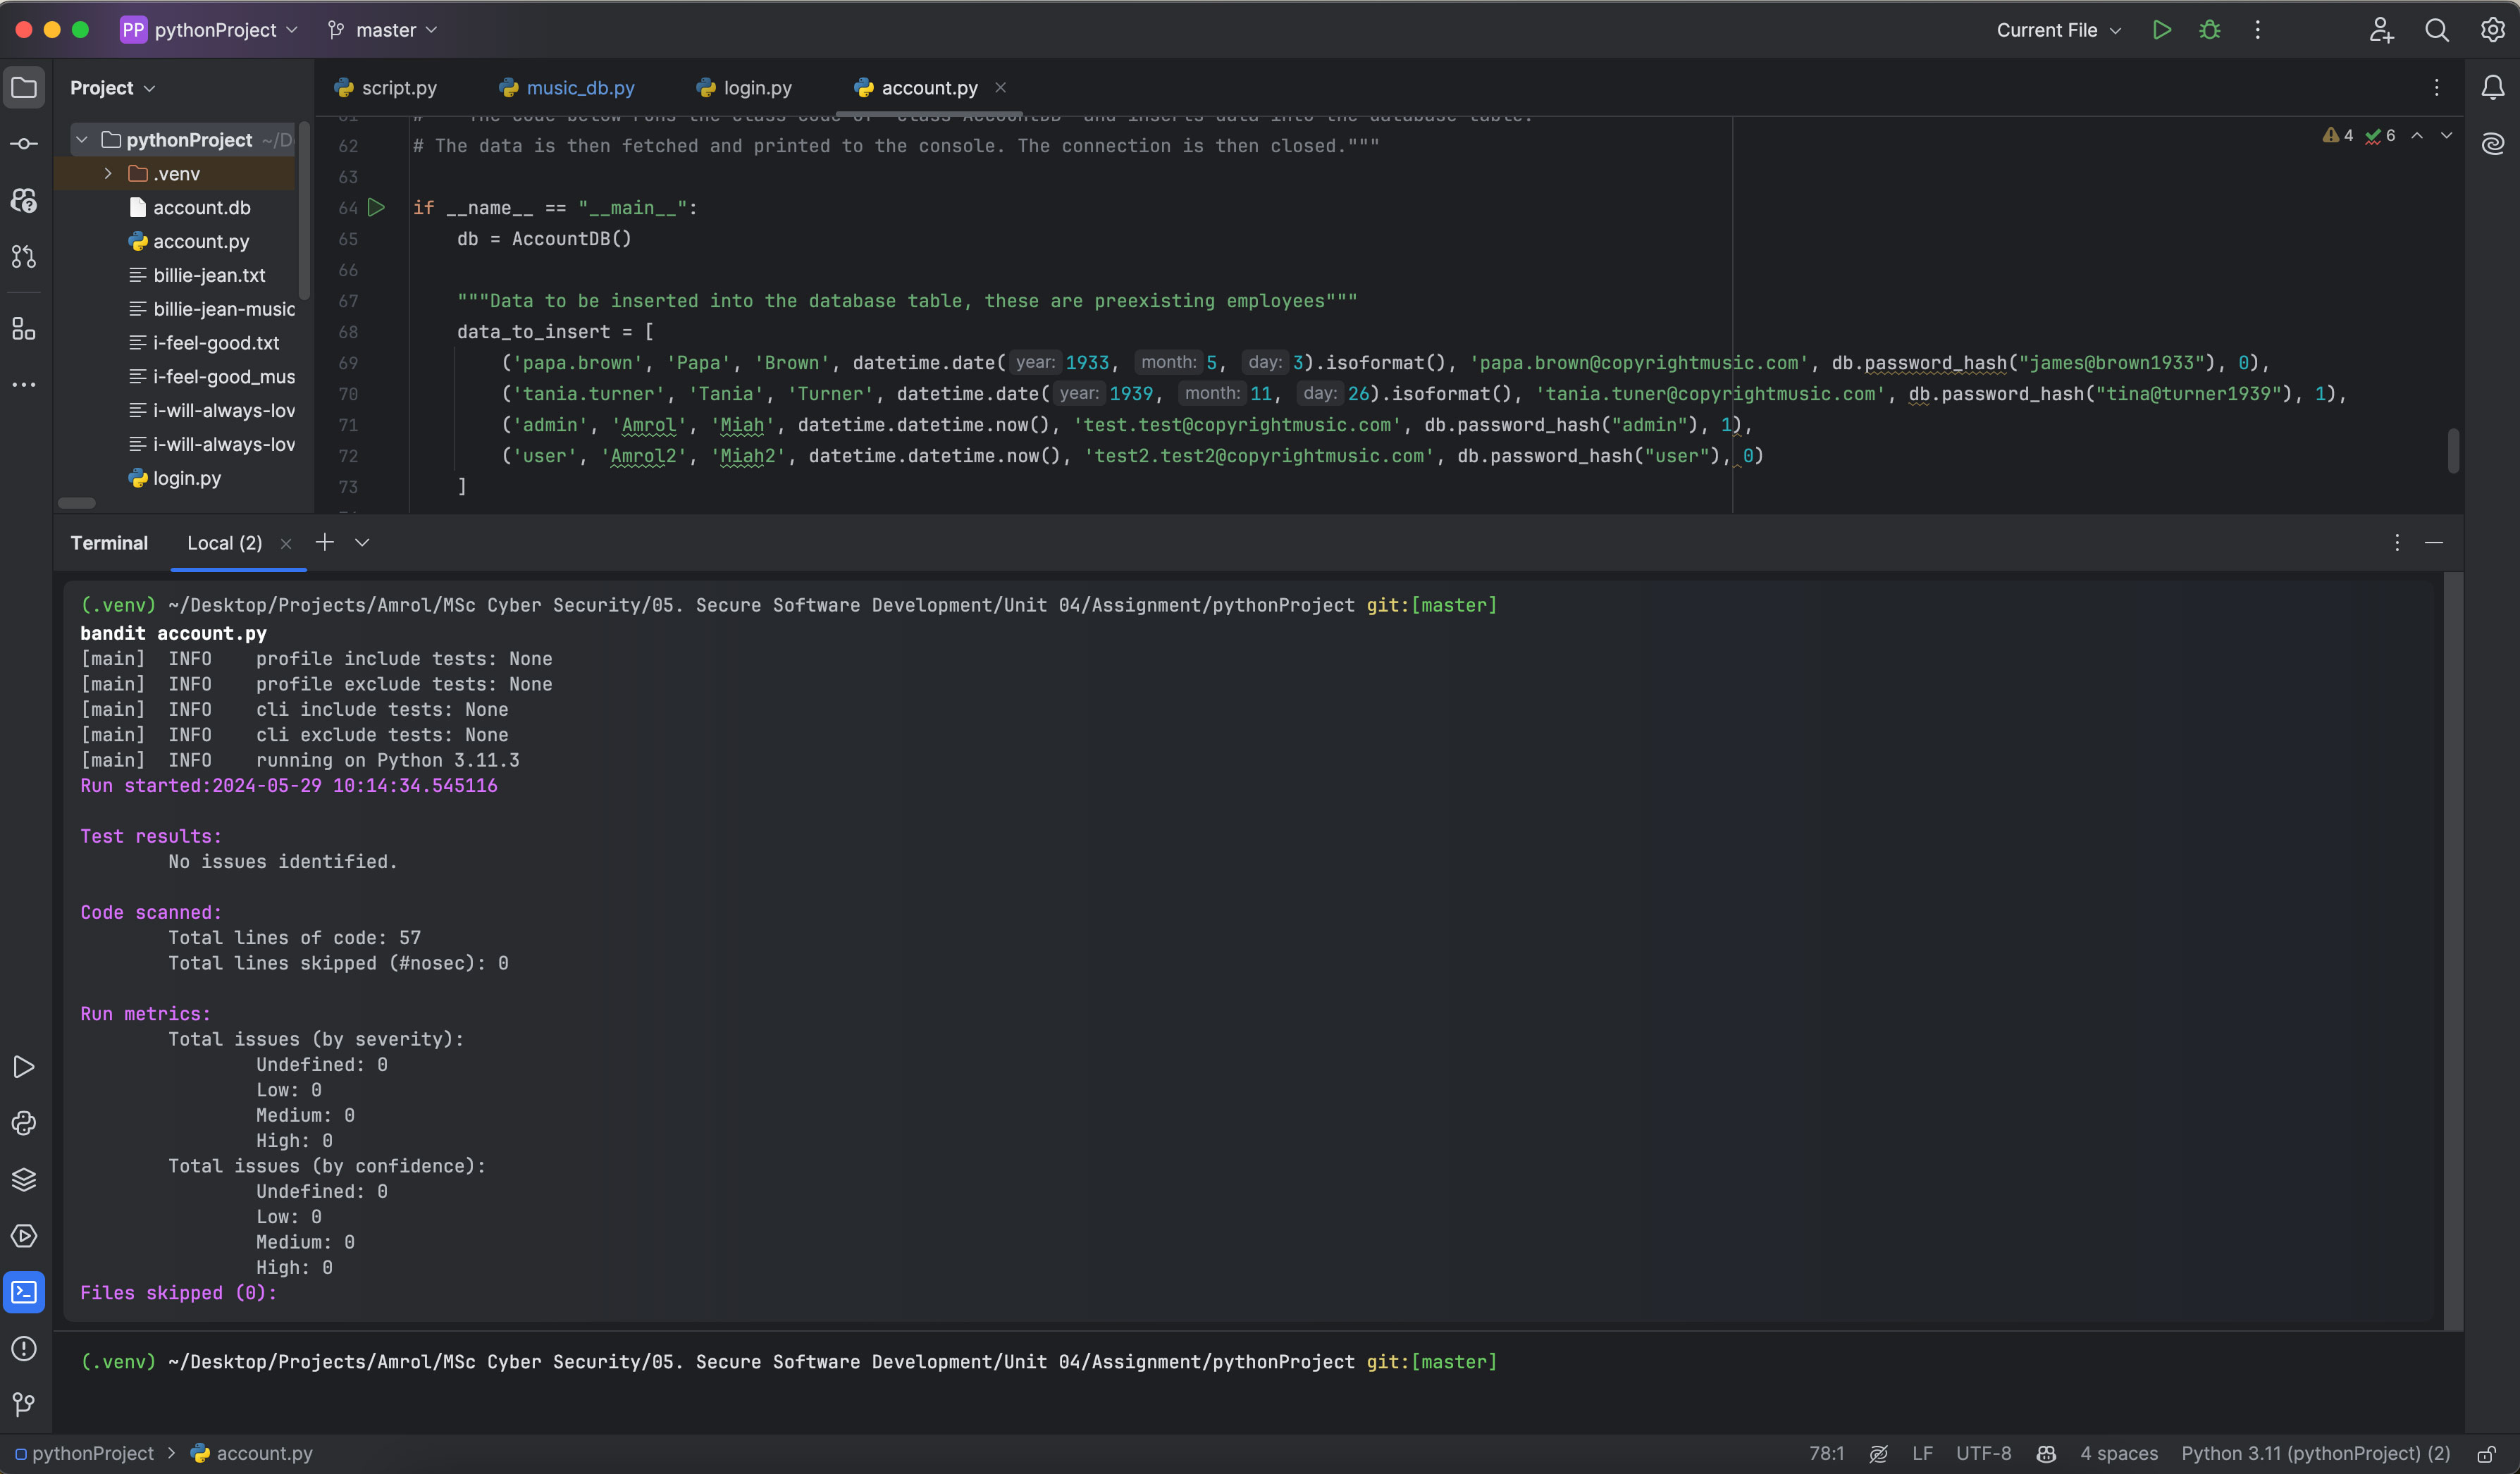 PP pythonProject master Current File
Project
script.py music_db.py login.py account.py
pythonProject ~/D
.venv
account.db
account.py
billie-jean.txt
billie-jean-music
i-feel-good.txt
i-feel-good_mus
i-will-always-lov
i-will-always-lov
login.py
4 6
62 # The data is then fetched and printed to the console. The connection is then closed."""
63
64 if __name__ == "__main__":
65 db = AccountDB()
66
67 """Data to be inserted into the database table, these are preexisting employees"""
68 data_to_insert = [
69 ('papa.brown', 'Papa', 'Brown', datetime.date( year: 1933, month: 5, day: 3).isoformat(), 'papa.brown@copyrightmusic.com', db.password_hash("james@brown1933"), 0),
70 ('tania.turner', 'Tania', 'Turner', datetime.date( year: 1939, month: 11, day: 26).isoformat(), 'tania.tuner@copyrightmusic.com', db.password_hash("tina@turner1939"), 1),
71 ('admin', 'Amrol', 'Miah', datetime.datetime.now(), 'test.test@copyrightmusic.com', db.password_hash("admin"), 1),
72 ('user', 'Amrol2', 'Miah2', datetime.datetime.now(), 'test2.test2@copyrightmusic.com', db.password_hash("user"), 0)
73 ]
Terminal Local (2)
(.venv) ~/Desktop/Projects/Amrol/MSc Cyber Security/05. Secure Software Development/Unit 04/Assignment/pythonProject git:[master]
bandit account.py
[main] INFO profile include tests: None
[main] INFO profile exclude tests: None
[main] INFO cli include tests: None
[main] INFO cli exclude tests: None
[main] INFO running on Python 3.11.3
Run started:2024-05-29 10:14:34.545116
Test results:
No issues identified.
Code scanned:
Total lines of code: 57
Total lines skipped (#nosec): 0
Run metrics:
Total issues (by severity):
Undefined: 0
Low: 0
Medium: 0
High: 0
Total issues (by confidence):
Undefined: 0
Low: 0
Medium: 0
High: 0
Files skipped (0):
(.venv) ~/Desktop/Projects/Amrol/MSc Cyber Security/05. Secure Software Development/Unit 04/Assignment/pythonProject git:[master]
pythonProject > account.py 78:1 LF UTF-8 4 spaces Python 3.11 (pythonProject) (2)